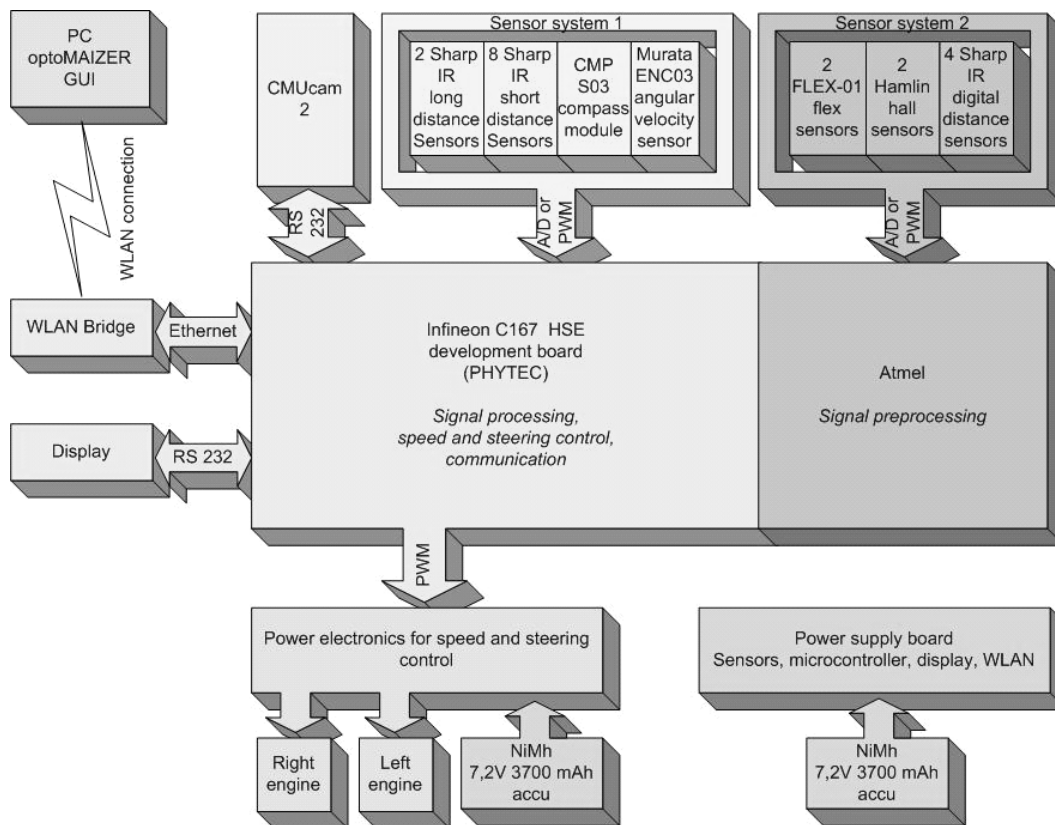 PC
optoMAIZER
GUI
CMUcam
2
Sensor system 1
2 Sharp
IR
long
distance
Sensors
8 Sharp
IR
short
distance
Sensors
CMP
S03
compass
module
Murata
ENC03
angular
velocity
sensor
Sensor system 2
2
FLEX-01
flex
sensors
2
Hamlin
hall
sensors
4 Sharp
IR
digital
distance
sensors
WLAN connection
RS
232
A/D or
PWM
A/D or
PWM
WLAN Bridge
Ethernet
Infineon C167 HSE
development board
(PHYTEC)
Signal processing,
speed and steering control,
communication
Atmel
Signal preprocessing
Display
RS 232
PWM
Power electronics for speed and steering
control
Power supply board
Sensors, microcontroller, display, WLAN
Right
engine
Left
engine
NiMh
7,2V 3700 mAh
accu
NiMh
7,2V 3700 mAh
accu